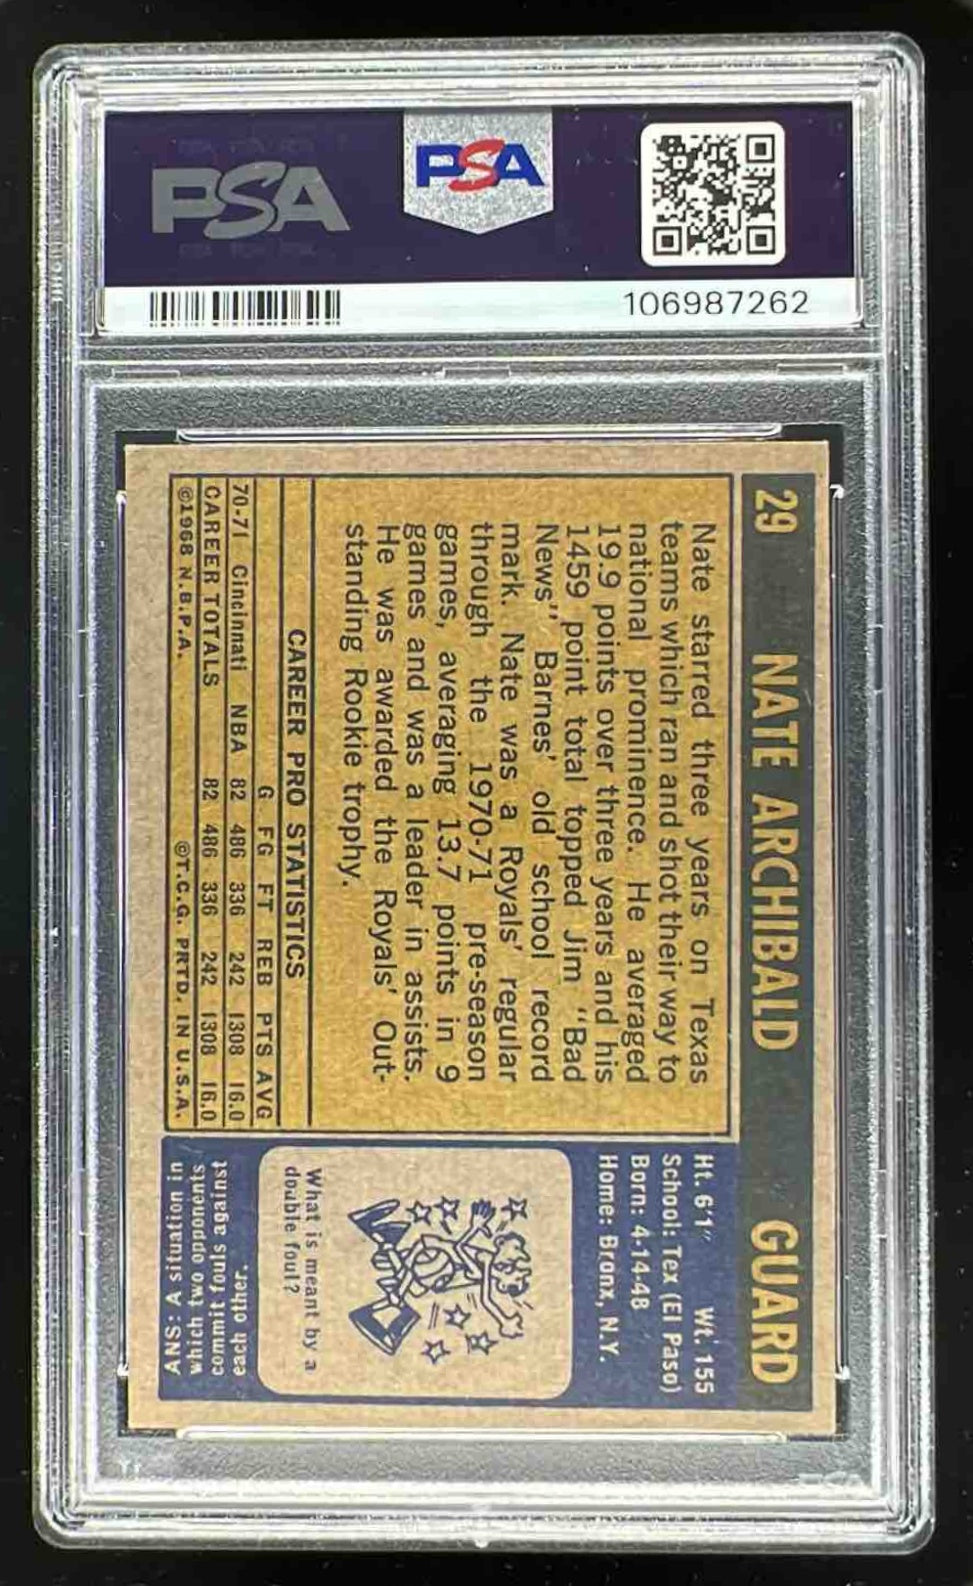 PSA
PSA
106987262
29 NATE ARCHIBALD GUARD
Nate starred three years on Texas
teams which ran and shot their way to
national prominence. He averaged
19.9 points over three years and his
1459 point total topped Jim "Bad
News" Barnes' old school record
mark. Nate was a Royals' regular
through the 1970-71 pre-season
games, averaging 13.7 points in 9
games and was a leader in assists.
He was awarded the Royals' Out-
standing Rookie trophy.
CAREER PRO STATISTICS
G FG FT REB PTS AVG
70-71 Cincinnati NBA 82 486 336 242 1308 16.0
CAREER TOTALS 82 486 336 242 1308 16.0
©1968 N.B.P.A. ©T.C.G. PRTD. IN U.S.A.
Ht. 6'1" Wt. 155
School: Tex (El Paso)
Born: 4-14-48
Home: Bronx, N.Y.
What is meant by a
double foul?
ANS: A situation in
which two opponents
commit fouls against
each other.